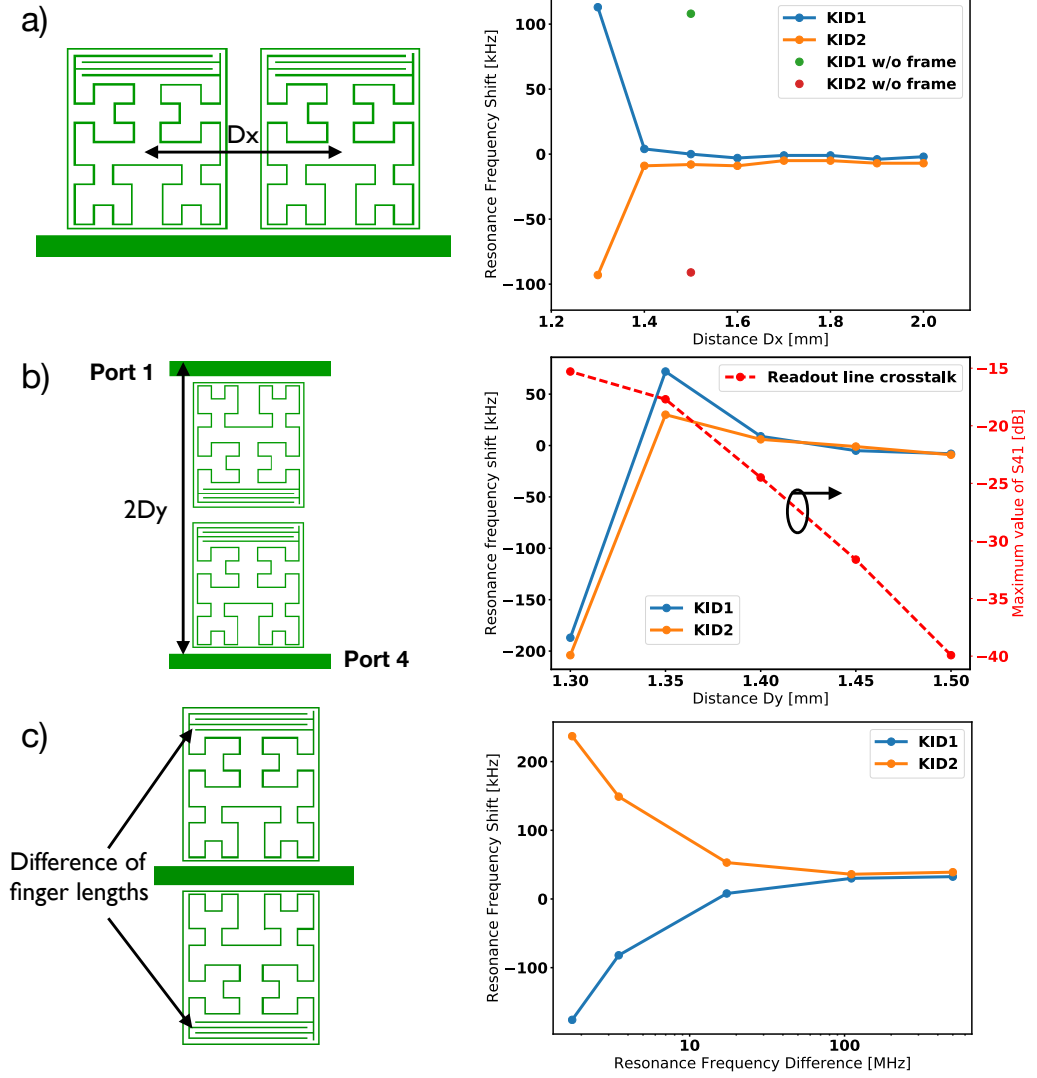 a)
Dx
Resonance Frequency Shift [kHz]
100
50
0
−50
−100
KID1
KID2
KID1 w/o frame
KID2 w/o frame
1.2 1.4 1.6 1.8 2.0
Distance Dx [mm]
b)
Port 1
2Dy
Port 4
Resonance frequency shift [kHz]
50
0
−50
−100
−150
−200
Readout line crosstalk
KID1
KID2
−15
−20
−25
−30
−35
−40
Maximum value of S41 [dB]
1.30 1.35 1.40 1.45 1.50
Distance Dy [mm]
c)
Difference of
finger lengths
Resonance Frequency Shift [kHz]
200
100
0
−100
KID1
KID2
10 100
Resonance Frequency Difference [MHz]